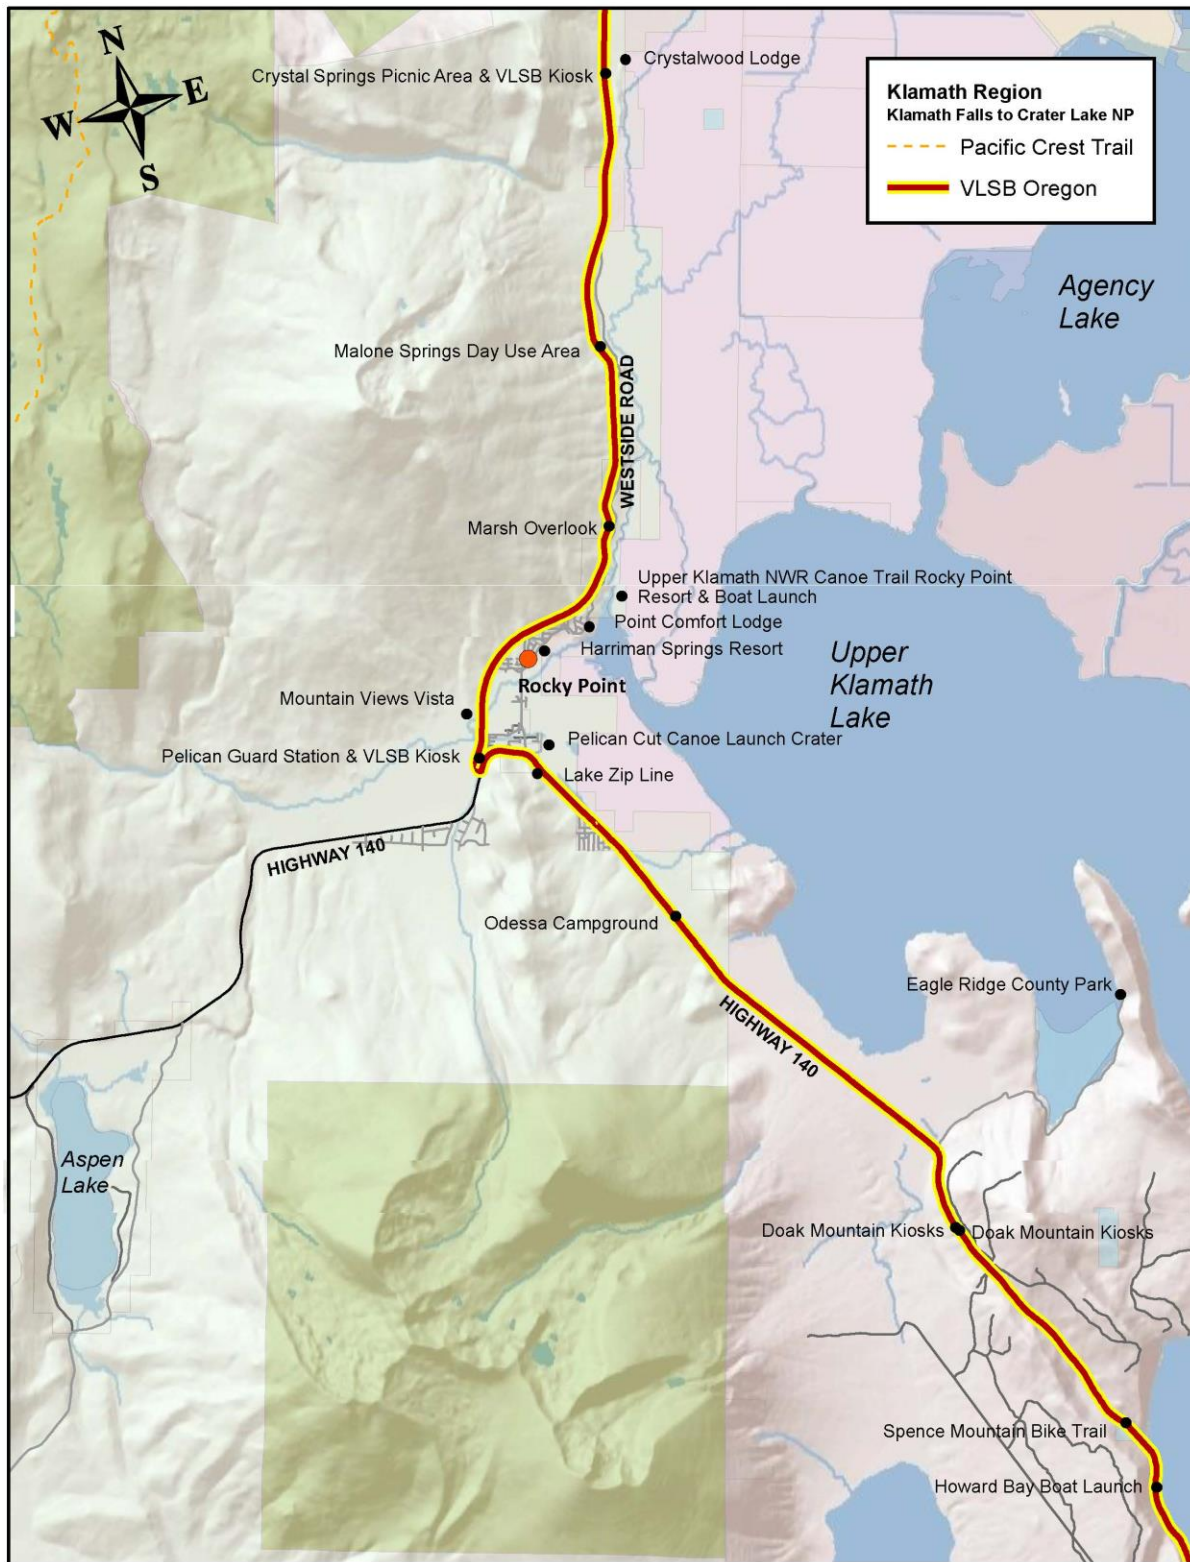 N
W
E
S
Crystalwood Lodge
Crystal Springs Picnic Area & VLSB Kiosk
Klamath Region
Klamath Falls to Crater Lake NP
Pacific Crest Trail
VLSB Oregon
Agency
Lake
Malone Springs Day Use Area
WESTSIDE ROAD
Marsh Overlook
Upper Klamath NWR Canoe Trail Rocky Point
Resort & Boat Launch
Point Comfort Lodge
Harriman Springs Resort
Rocky Point
Upper
Klamath
Lake
Mountain Views Vista
Pelican Cut Canoe Launch Crater
Pelican Guard Station & VLSB Kiosk
Lake Zip Line
HIGHWAY 140
Odessa Campground
Eagle Ridge County Park
HIGHWAY 140
Aspen
Lake
Doak Mountain Kiosks
Doak Mountain Kiosks
Spence Mountain Bike Trail
Howard Bay Boat Launch